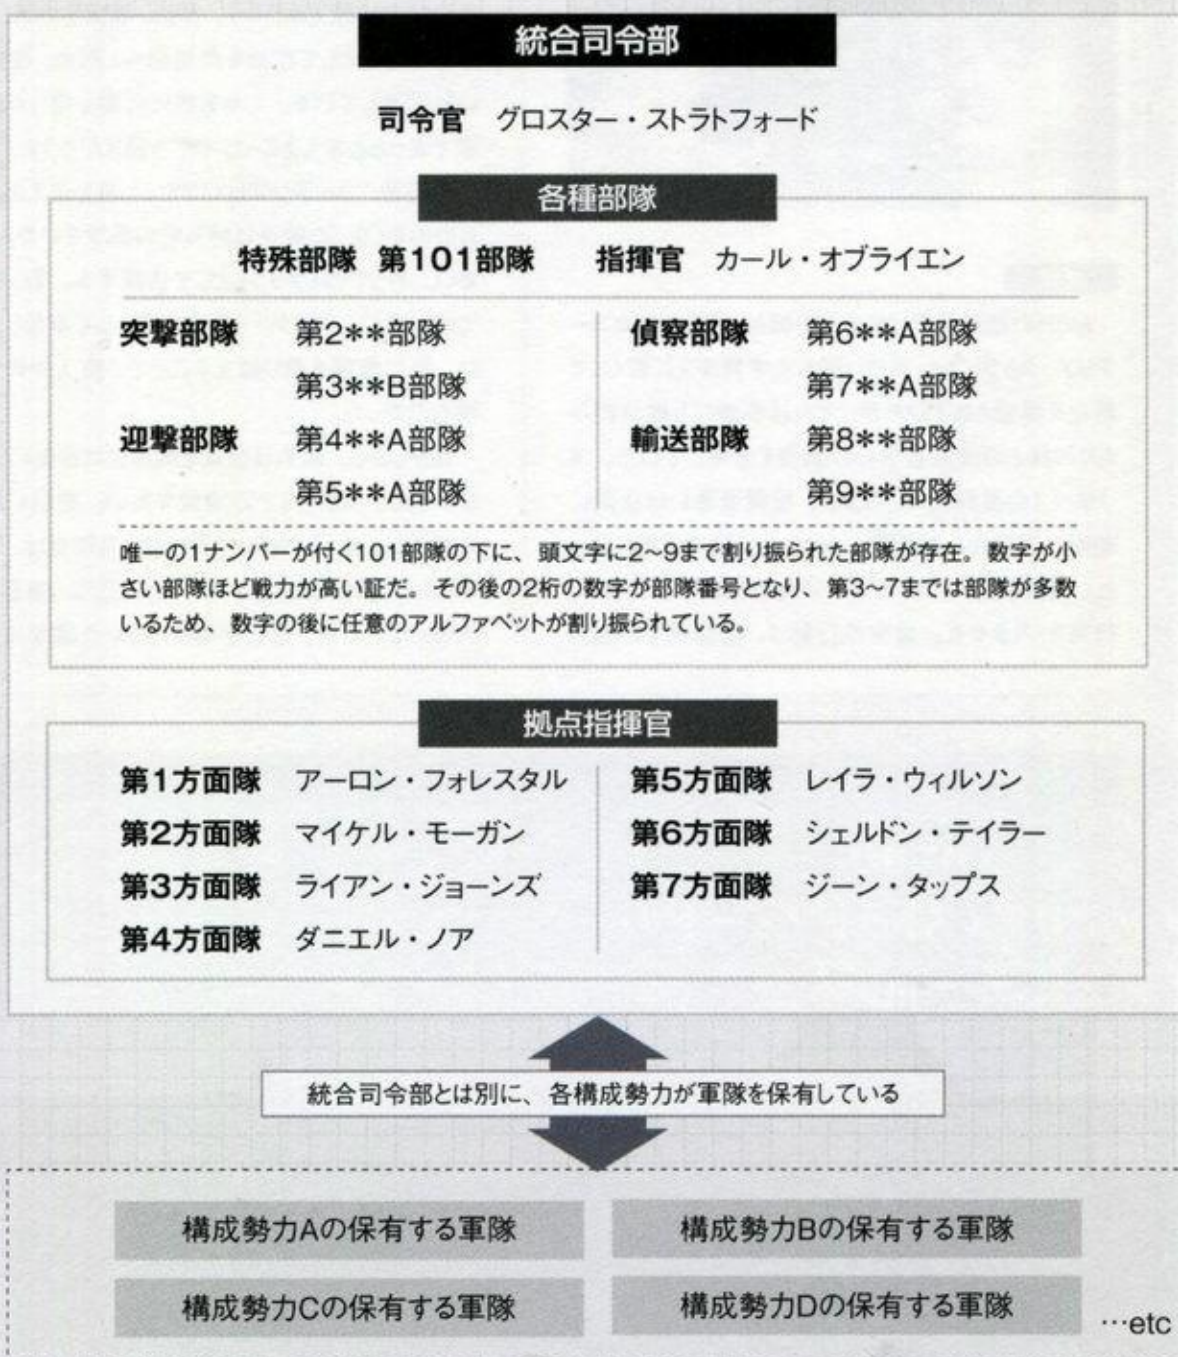 統合司令部
司令官 グロスター・ストラトフォード
各種部隊
特殊部隊 第101部隊 指揮官 カール・オブライエン
突撃部隊 第2**部隊
第3**B部隊
迎撃部隊 第4**A部隊
第5**A部隊
偵察部隊 第6**A部隊
第7**A部隊
輸送部隊 第8**部隊
第9**部隊
唯一の1ナンバーが付く101部隊の下に、頭文字に2～9まで割り振られた部隊が存在。数字が小
さい部隊ほど戦力が高い証だ。その後の2桁の数字が部隊番号となり、第3～7までは部隊が多数
いるため、数字の後に任意のアルファベットが割り振られている。
拠点指揮官
第1方面隊 アーロン・フォレスタル
第2方面隊 マイケル・モーガン
第3方面隊 ライアン・ジョーンズ
第4方面隊 ダニエル・ノア
第5方面隊 レイラ・ウィルソン
第6方面隊 シェルドン・テイラー
第7方面隊 ジーン・タップス
統合司令部とは別に、各構成勢力が軍隊を保有している
構成勢力Aの保有する軍隊
構成勢力Bの保有する軍隊
構成勢力Cの保有する軍隊
構成勢力Dの保有する軍隊
…etc